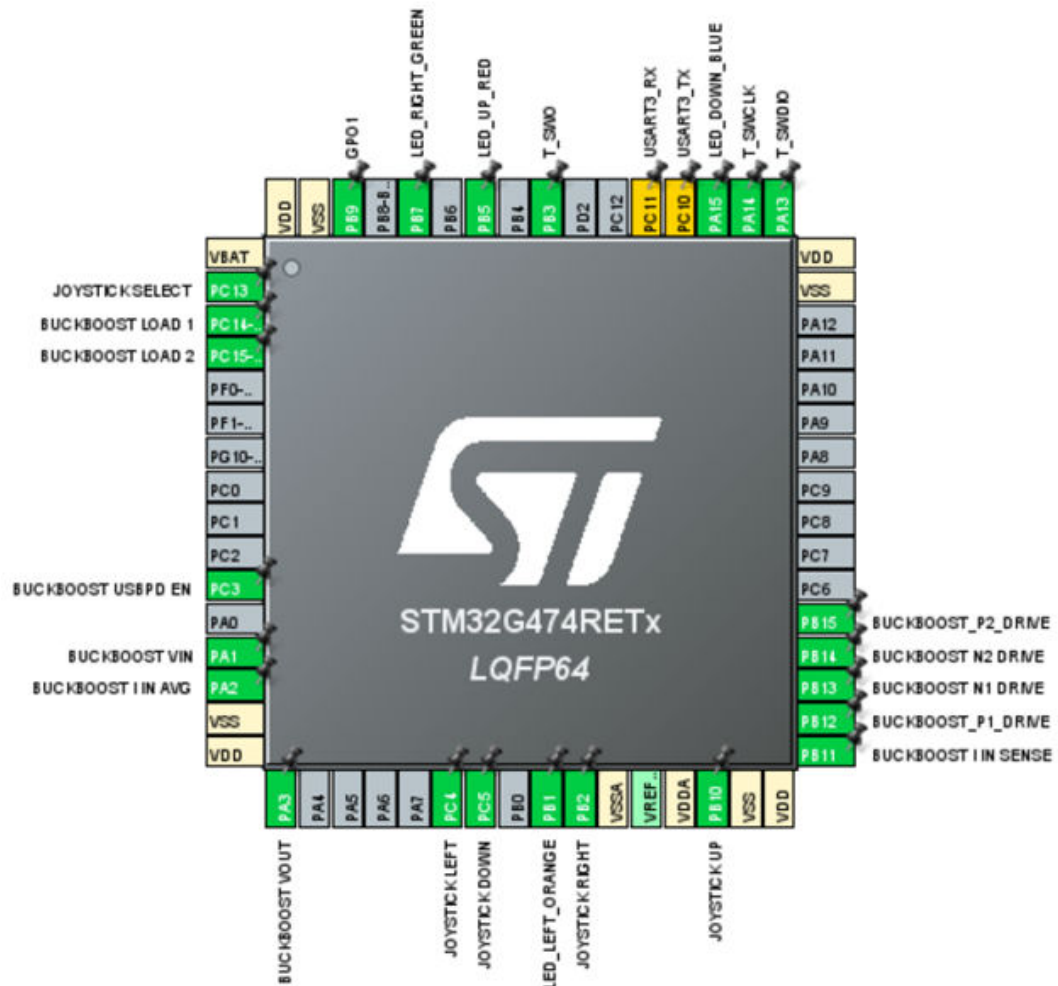 GPO1
LED_RIGHT_GREEN
LED_UP_RED
T_SWO
USART3_RX
USART3_TX
LED_DOWN_BLUE
T_SWCLK
T_SWDIO
VDD
VSS
PB9
PB8-B..
PB7
PB6
PB5
PB4
PB3
PD2
PC12
PC11
PC10
PA15
PA14
PA13
VBAT
JOYSTICK SELECT PC13
BUCKBOOST LOAD 1 PC14-..
BUCKBOOST LOAD 2 PC15-..
PF0-..
PF1-..
PG10-..
PC0
PC1
PC2
BUCKBOOST USBPD EN PC3
PA0
BUCKBOOST VIN PA1
BUCKBOOST I IN AVG PA2
VSS
VDD
STM32G474RETx
LQFP64
VDD
VSS
PA12
PA11
PA10
PA9
PA8
PC9
PC8
PC7
PC6
PB15 BUCKBOOST_P2_DRIVE
PB14 BUCKBOOST N2 DRIVE
PB13 BUCKBOOST N1 DRIVE
PB12 BUCKBOOST_P1_DRIVE
PB11 BUCKBOOST I IN SENSE
PA3
PA4
PA5
PA6
PA7
PC4
PC5
PB0
PB1
PB2
VSSA
VREF..
VDDA
PB10
VSS
VDD
BUCKBOOST VOUT
JOYSTICK LEFT
JOYSTICK DOWN
LED_LEFT_ORANGE
JOYSTICK RIGHT
JOYSTICK UP